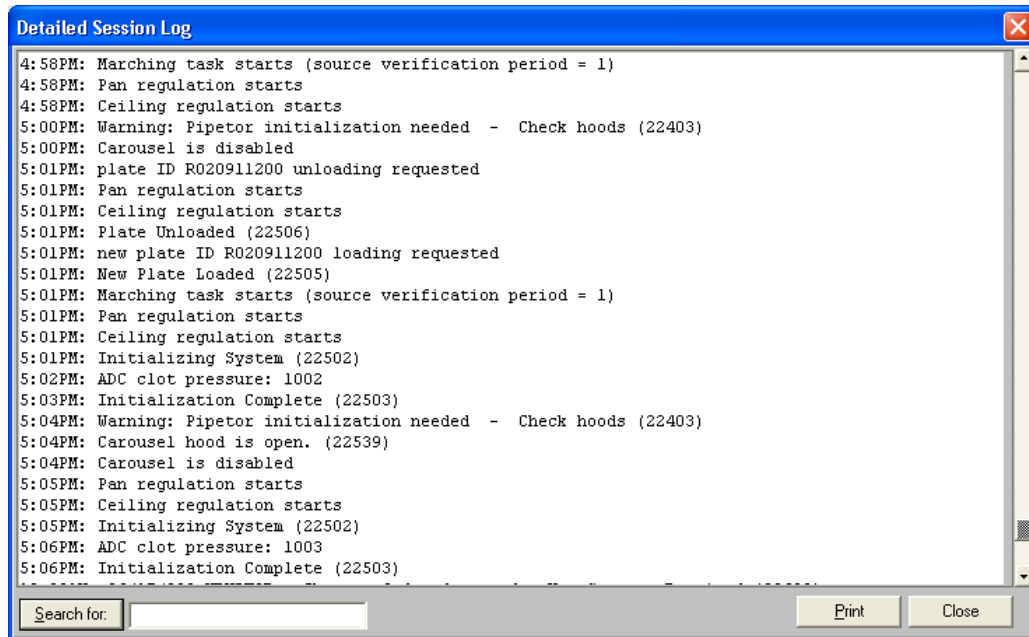 Detailed Session Log
4:58PM: Marching task starts (source verification period = 1)
4:58PM: Pan regulation starts
4:58PM: Ceiling regulation starts
5:00PM: Warning: Pipetor initialization needed  -  Check hoods (22403)
5:00PM: Carousel is disabled
5:01PM: plate ID R020911200 unloading requested
5:01PM: Pan regulation starts
5:01PM: Ceiling regulation starts
5:01PM: Plate Unloaded (22506)
5:01PM: new plate ID R020911200 loading requested
5:01PM: New Plate Loaded (22505)
5:01PM: Marching task starts (source verification period = 1)
5:01PM: Pan regulation starts
5:01PM: Ceiling regulation starts
5:01PM: Initializing System (22502)
5:02PM: ADC clot pressure: 1002
5:03PM: Initialization Complete (22503)
5:04PM: Warning: Pipetor initialization needed  -  Check hoods (22403)
5:04PM: Carousel hood is open. (22539)
5:04PM: Carousel is disabled
5:05PM: Pan regulation starts
5:05PM: Ceiling regulation starts
5:05PM: Initializing System (22502)
5:06PM: ADC clot pressure: 1003
5:06PM: Initialization Complete (22503)
Search for:
Print
Close